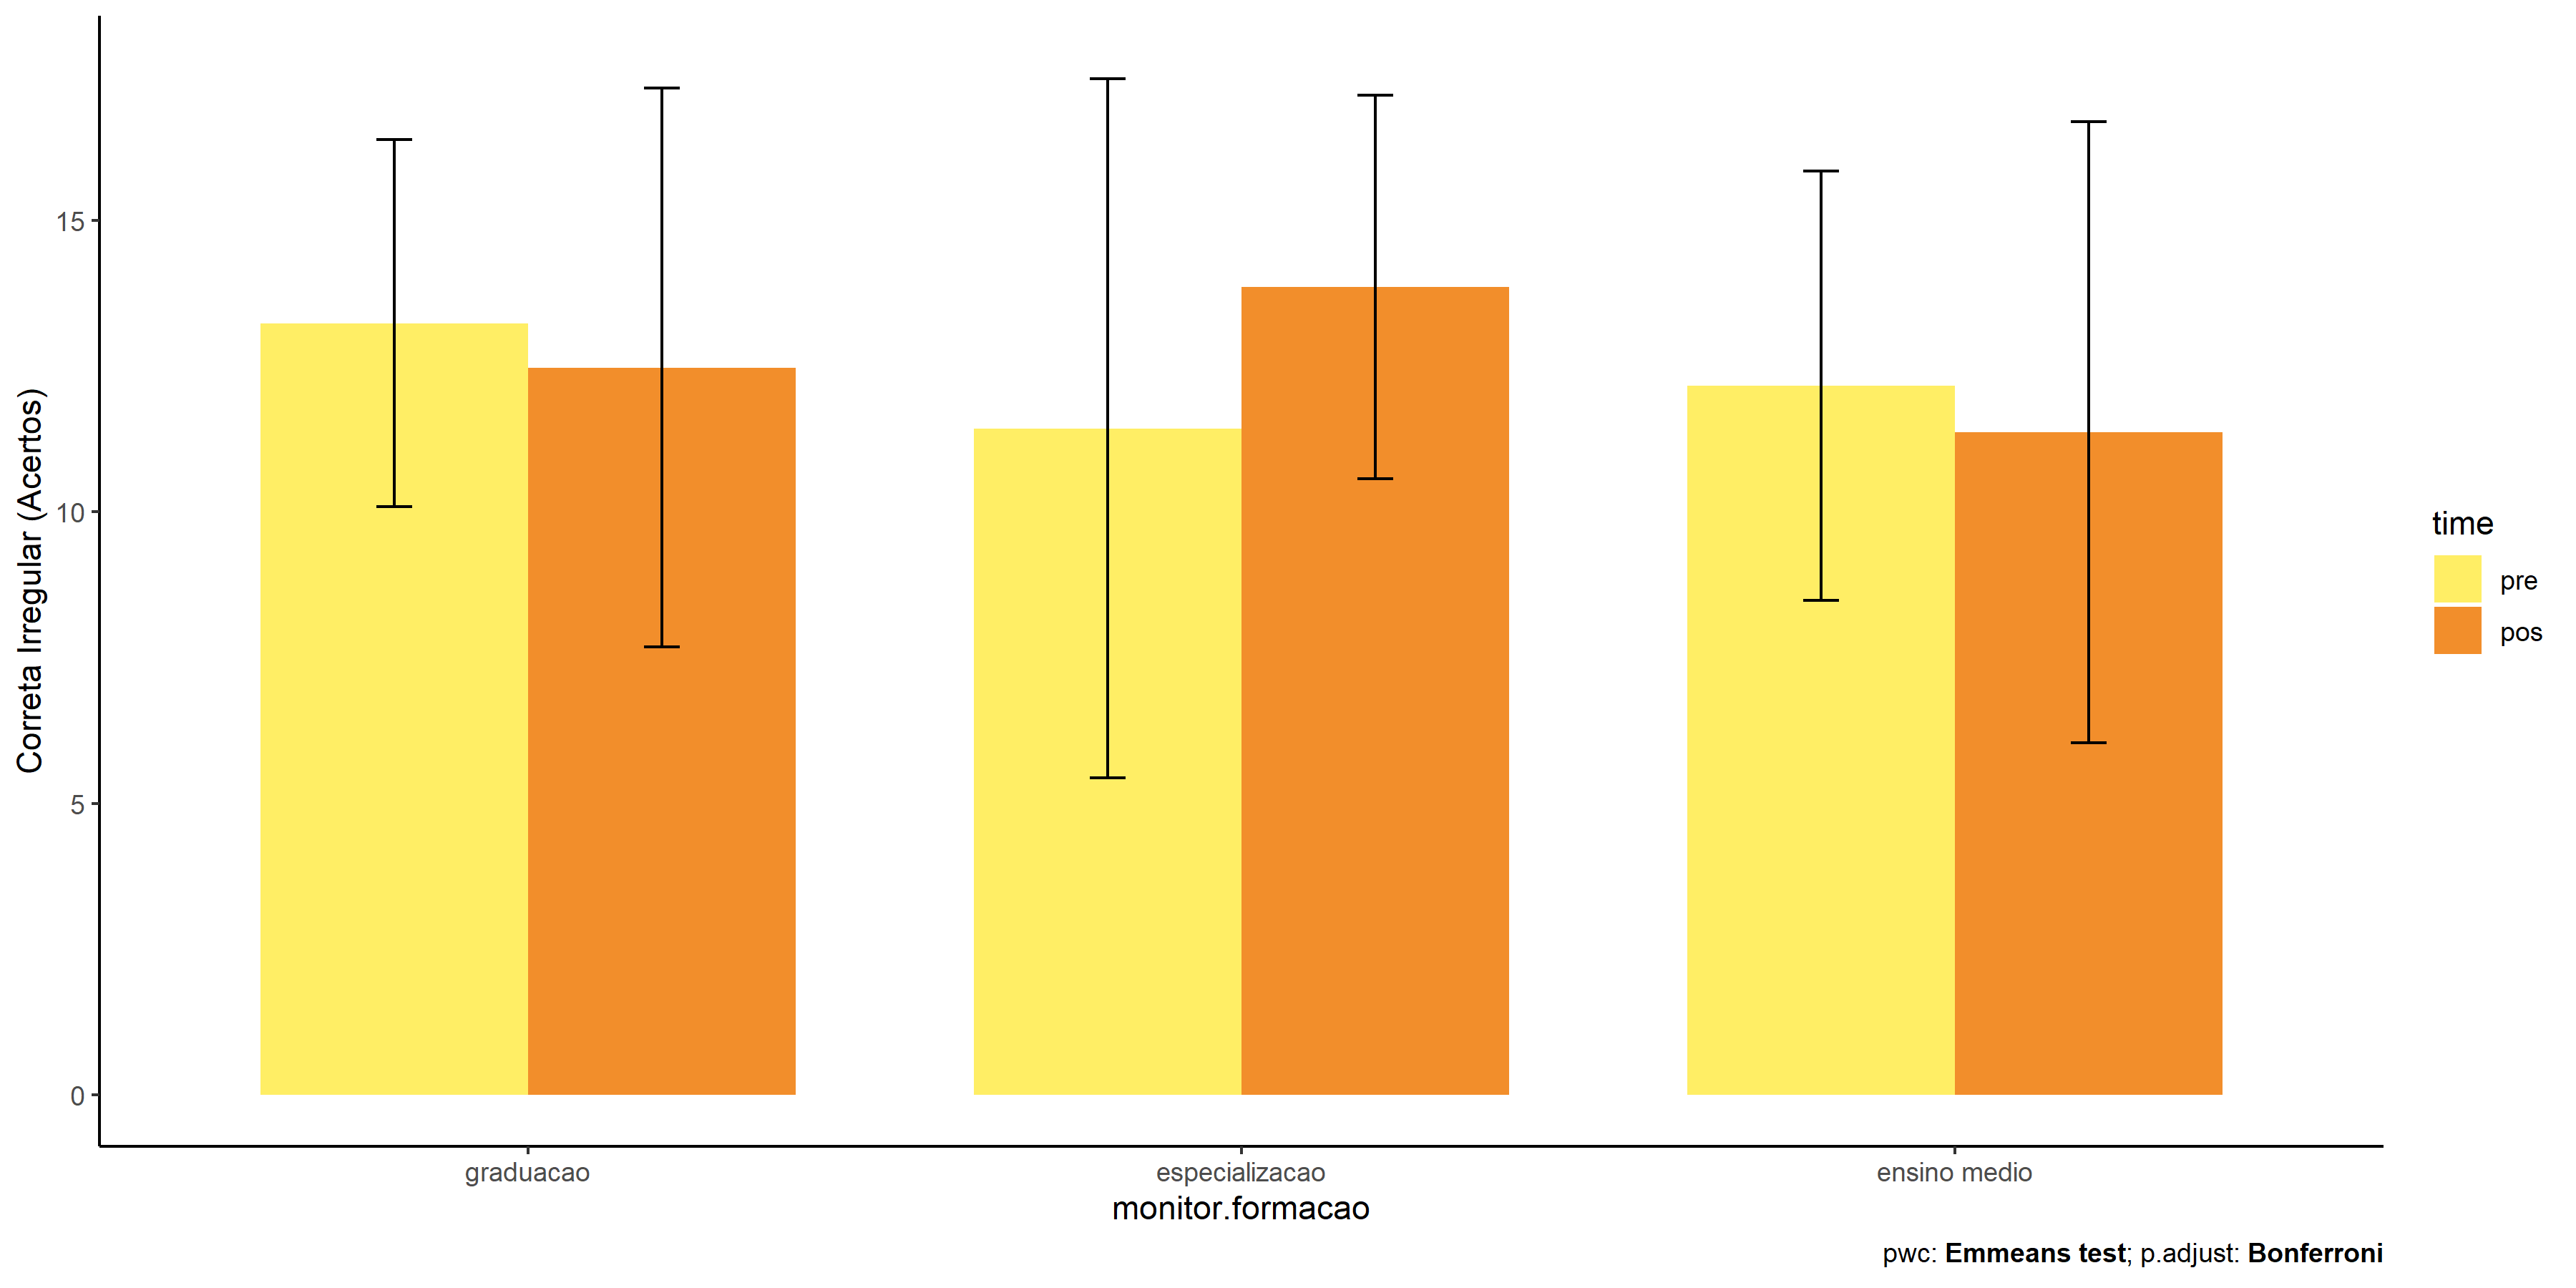 Correta Irregular (Acertos)
15
10
5
0
graduacao
especializacao
ensino medio
monitor.formacao
time
pre
pos
pwc: Emmeans test; p.adjust: Bonferroni